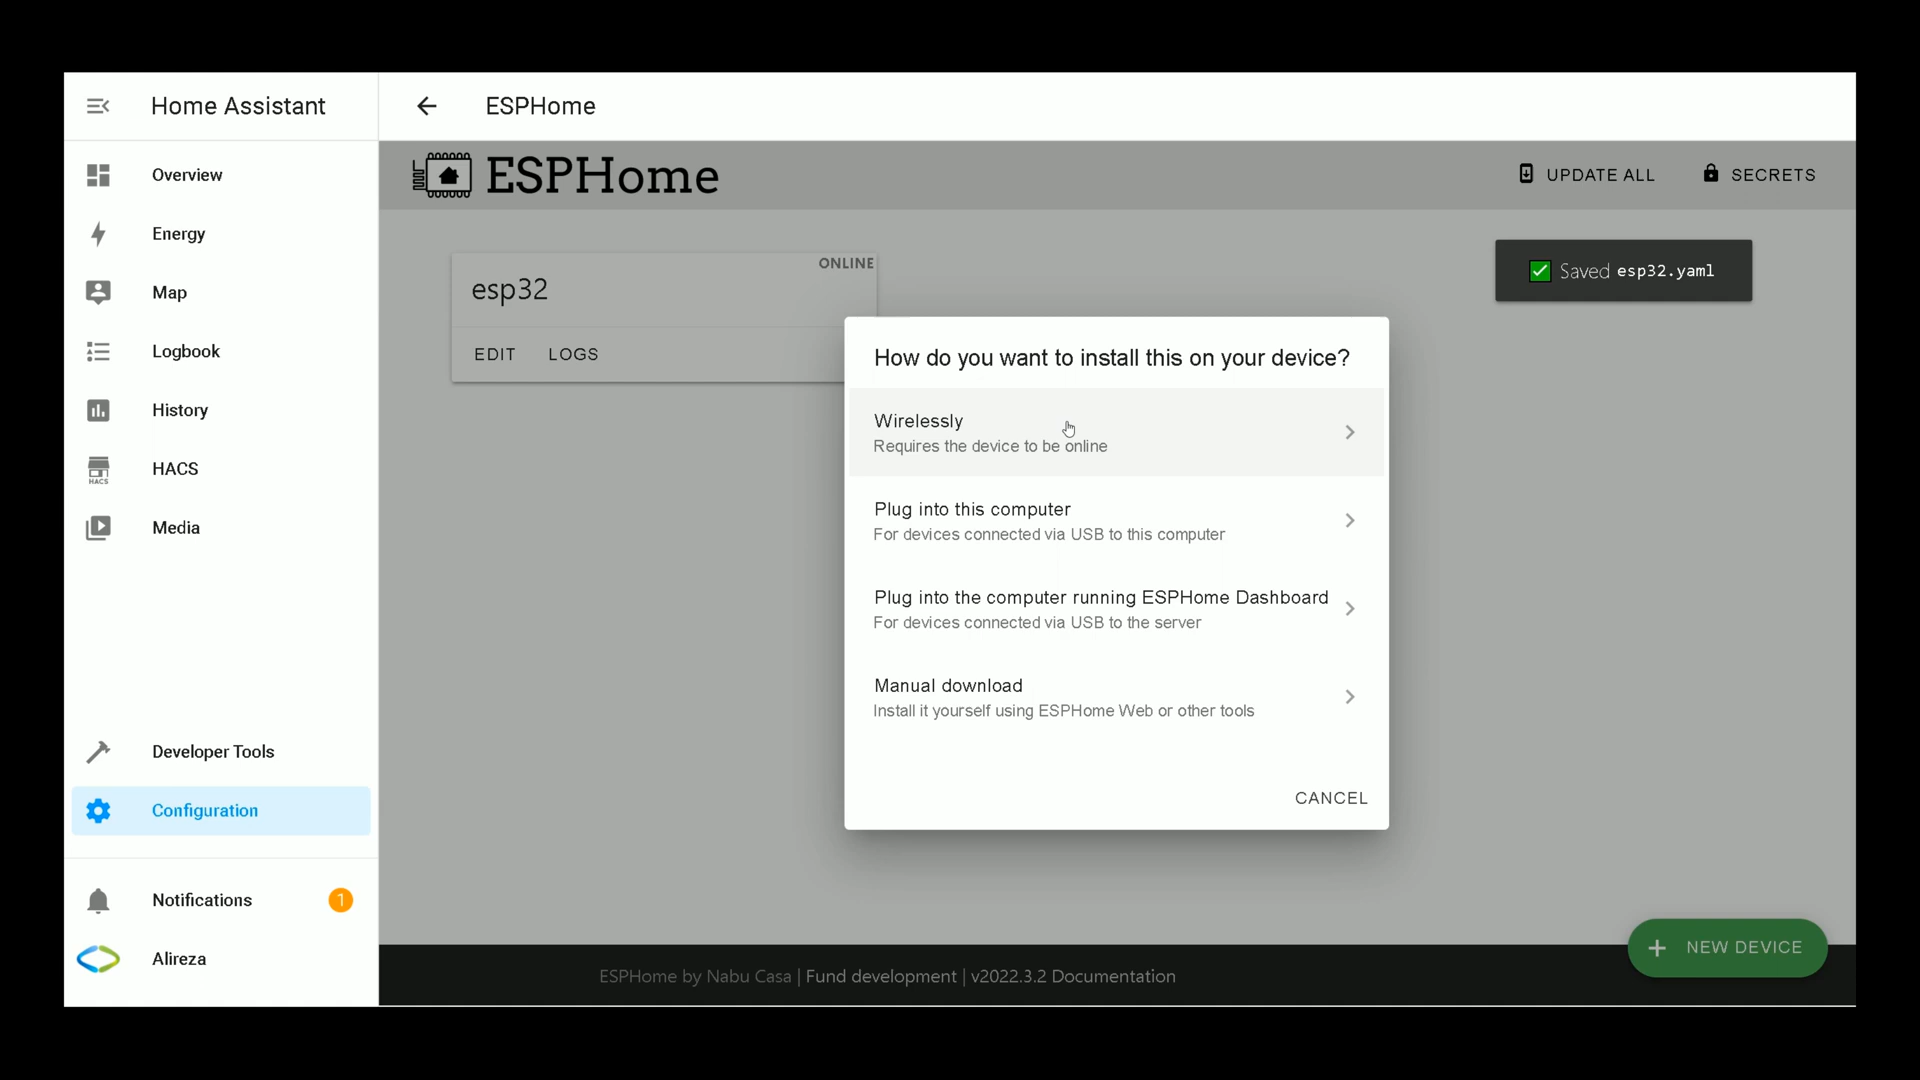 Home Assistant
ESPHome
Overview
Energy
Map
Logbook
History
HACS
HACS
Media
Developer Tools
Configuration
Notifications
1
Alireza
ESPHome
UPDATE ALL
SECRETS
Saved esp32.yaml
ONLINE
esp32
EDIT
LOGS
How do you want to install this on your device?
Wirelessly
Requires the device to be online
Plug into this computer
For devices connected via USB to this computer
Plug into the computer running ESPHome Dashboard
For devices connected via USB to the server
Manual download
Install it yourself using ESPHome Web or other tools
CANCEL
+ NEW DEVICE
ESPHome by Nabu Casa | Fund development | v2022.3.2 Documentation